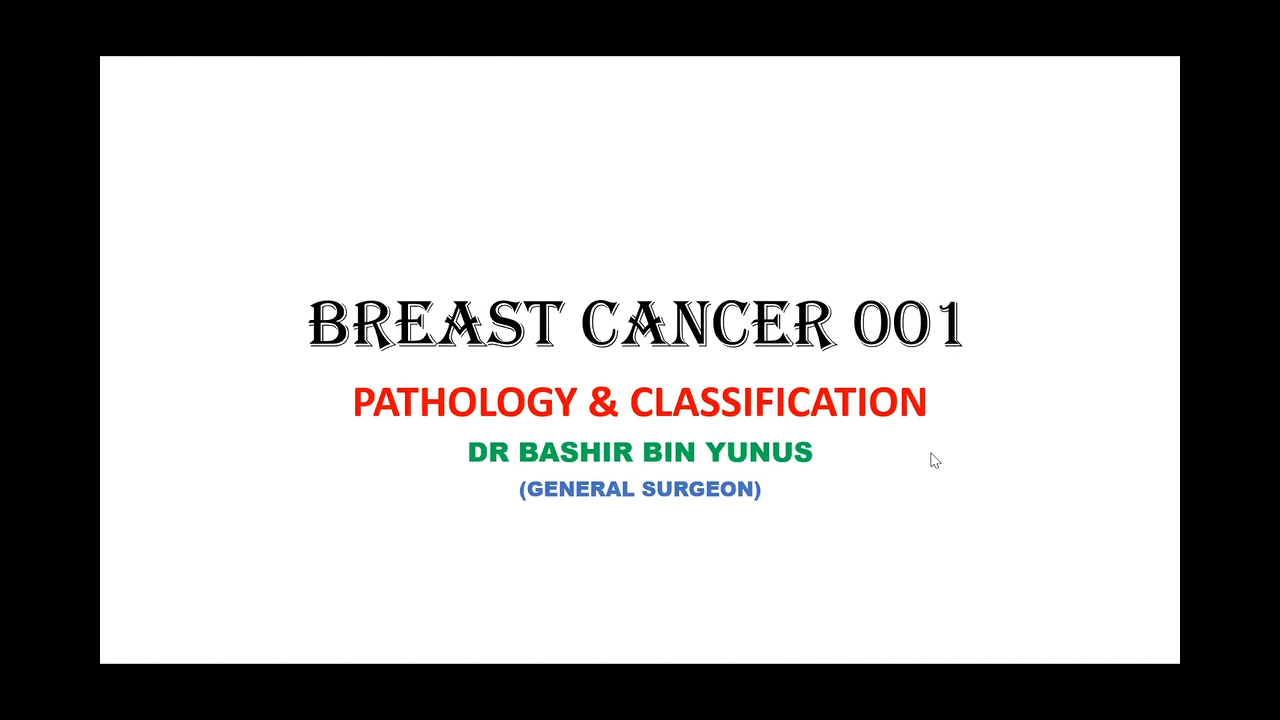 BREAST CANCER 001
PATHOLOGY & CLASSIFICATION
DR BASHIR BIN YUNUS
(GENERAL SURGEON)